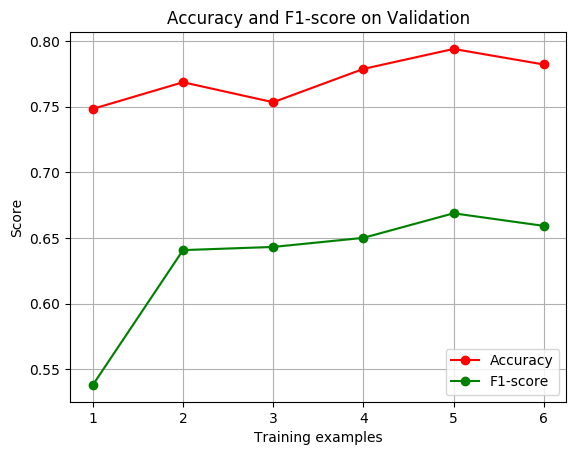 Accuracy and F1-score on Validation
0.80
0.75
0.70
0.65
0.60
0.55
Score
1 2 3 4 5 6
Training examples
Accuracy
F1-score